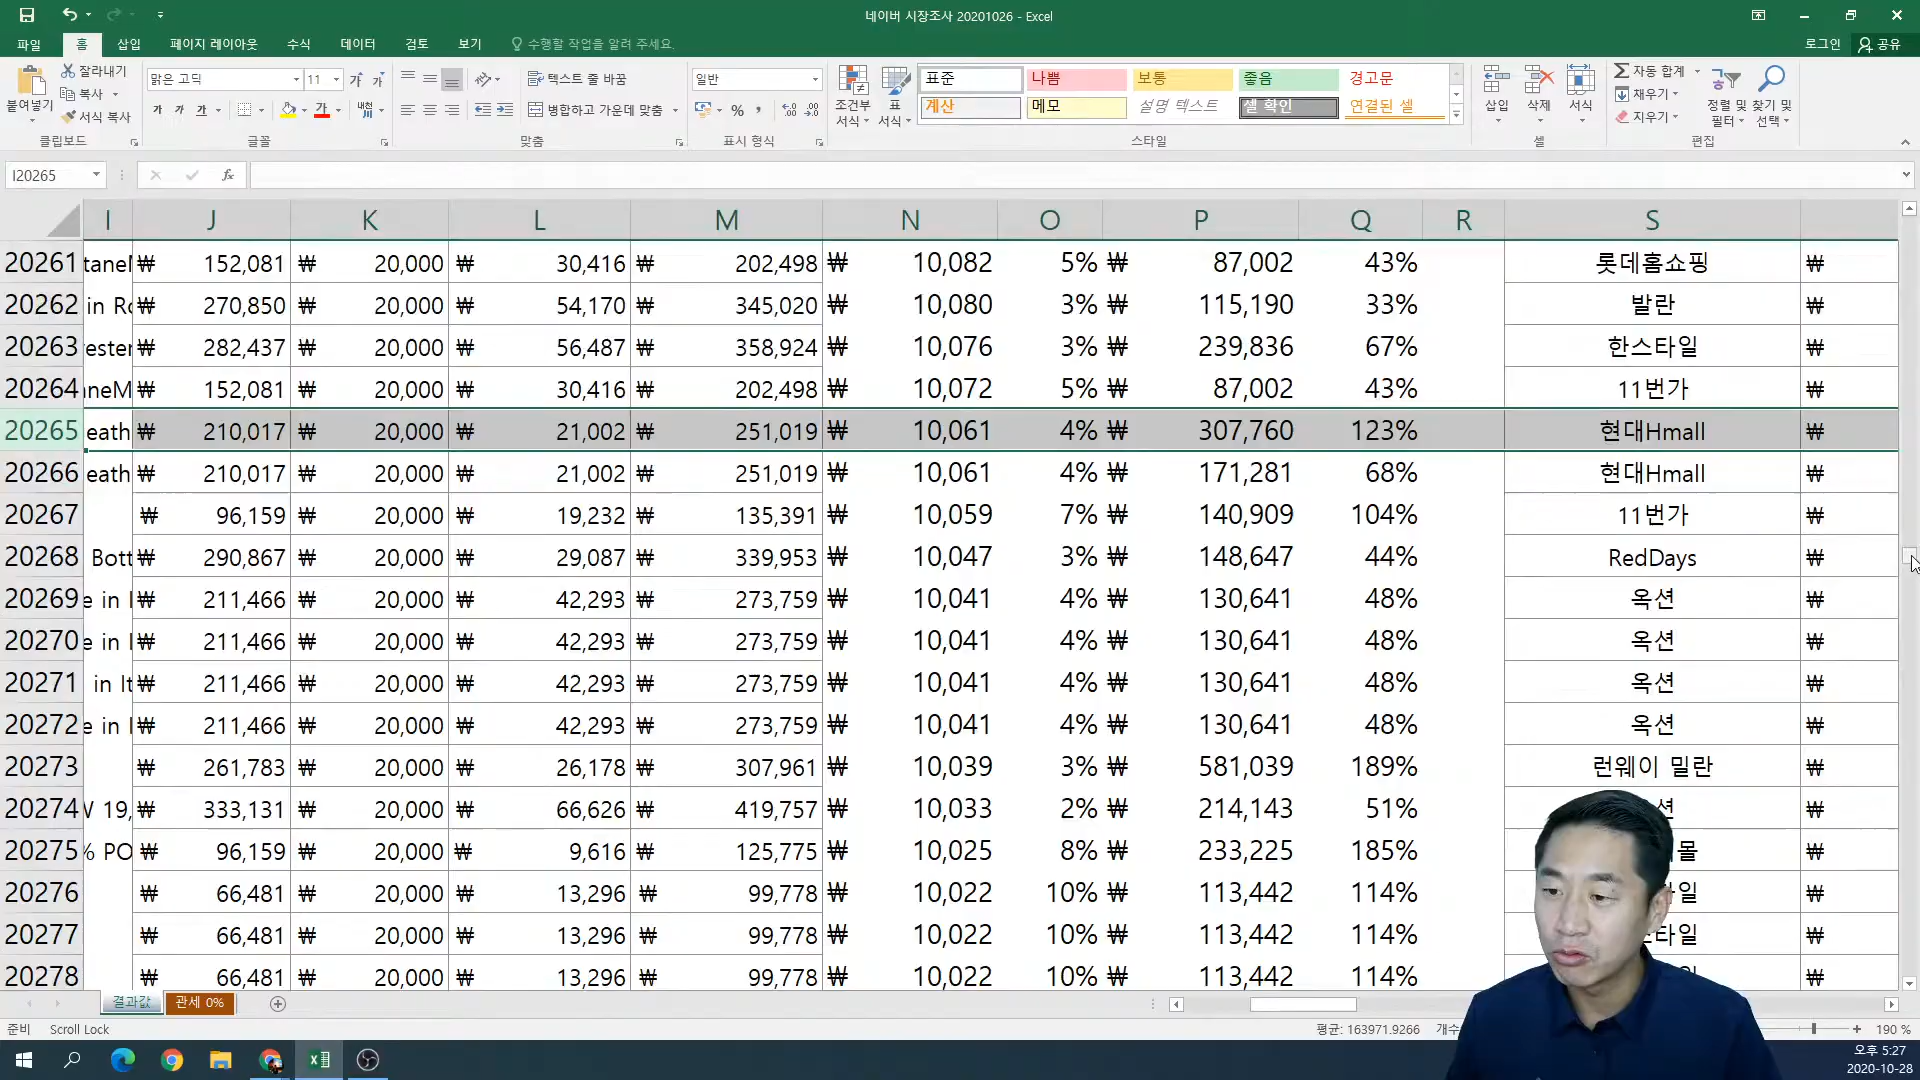 네이버 시장조사 20201026 - Excel
파일 홈 삽입 페이지 레이아웃 수식 데이터 검토 보기 수행할 작업을 알려 주세요.
로그인 공유
붙여넣기 잘라내기 복사 서식 복사
맑은 고딕 11
가 가 가
텍스트 줄 바꿈
병합하고 가운데 맞춤
일반
조건부 서식 표 서식
표준 나쁨 보통 좋음 경고문
계산 메모 설명 텍스트 셀 확인 연결된 셀
삽입 삭제 서식
자동 합계
채우기
지우기
정렬 및 필터 찾기 및 선택
클립보드 글꼴 맞춤 표시 형식 스타일 셀 편집
I20265 fx
I J K L M N O P Q R S
20261 taneM ₩ 152,081 ₩ 20,000 ₩ 30,416 ₩ 202,498 ₩ 10,082 5% ₩ 87,002 43% 롯데홈쇼핑 ₩
20262 in Ro ₩ 270,850 ₩ 20,000 ₩ 54,170 ₩ 345,020 ₩ 10,080 3% ₩ 115,190 33% 발란 ₩
20263 ester ₩ 282,437 ₩ 20,000 ₩ 56,487 ₩ 358,924 ₩ 10,076 3% ₩ 239,836 67% 한스타일 ₩
20264 neM ₩ 152,081 ₩ 20,000 ₩ 30,416 ₩ 202,498 ₩ 10,072 5% ₩ 87,002 43% 11번가 ₩
20265 eath ₩ 210,017 ₩ 20,000 ₩ 21,002 ₩ 251,019 ₩ 10,061 4% ₩ 307,760 123% 현대Hmall ₩
20266 eath ₩ 210,017 ₩ 20,000 ₩ 21,002 ₩ 251,019 ₩ 10,061 4% ₩ 171,281 68% 현대Hmall ₩
20267 ₩ 96,159 ₩ 20,000 ₩ 19,232 ₩ 135,391 ₩ 10,059 7% ₩ 140,909 104% 11번가 ₩
20268 Bott ₩ 290,867 ₩ 20,000 ₩ 29,087 ₩ 339,953 ₩ 10,047 3% ₩ 148,647 44% RedDays ₩
20269 e in I ₩ 211,466 ₩ 20,000 ₩ 42,293 ₩ 273,759 ₩ 10,041 4% ₩ 130,641 48% 옥션 ₩
20270 e in I ₩ 211,466 ₩ 20,000 ₩ 42,293 ₩ 273,759 ₩ 10,041 4% ₩ 130,641 48% 옥션 ₩
20271 in It ₩ 211,466 ₩ 20,000 ₩ 42,293 ₩ 273,759 ₩ 10,041 4% ₩ 130,641 48% 옥션 ₩
20272 e in I ₩ 211,466 ₩ 20,000 ₩ 42,293 ₩ 273,759 ₩ 10,041 4% ₩ 130,641 48% 옥션 ₩
20273 ₩ 261,783 ₩ 20,000 ₩ 26,178 ₩ 307,961 ₩ 10,039 3% ₩ 581,039 189% 런웨이 밀란 ₩
20274 W 19, ₩ 333,131 ₩ 20,000 ₩ 66,626 ₩ 419,757 ₩ 10,033 2% ₩ 214,143 51% 션 ₩
20275 % PO ₩ 96,159 ₩ 20,000 ₩ 9,616 ₩ 125,775 ₩ 10,025 8% ₩ 233,225 185% 몰 ₩
20276 ₩ 66,481 ₩ 20,000 ₩ 13,296 ₩ 99,778 ₩ 10,022 10% ₩ 113,442 114% 일 ₩
20277 ₩ 66,481 ₩ 20,000 ₩ 13,296 ₩ 99,778 ₩ 10,022 10% ₩ 113,442 114% 타일 ₩
20278 ₩ 66,481 ₩ 20,000 ₩ 13,296 ₩ 99,778 ₩ 10,022 10% ₩ 113,442 114% ₩
결과값 관세 0%
준비 Scroll Lock 평균: 163971.9266 개수 190 %
오후 5:27
2020-10-28